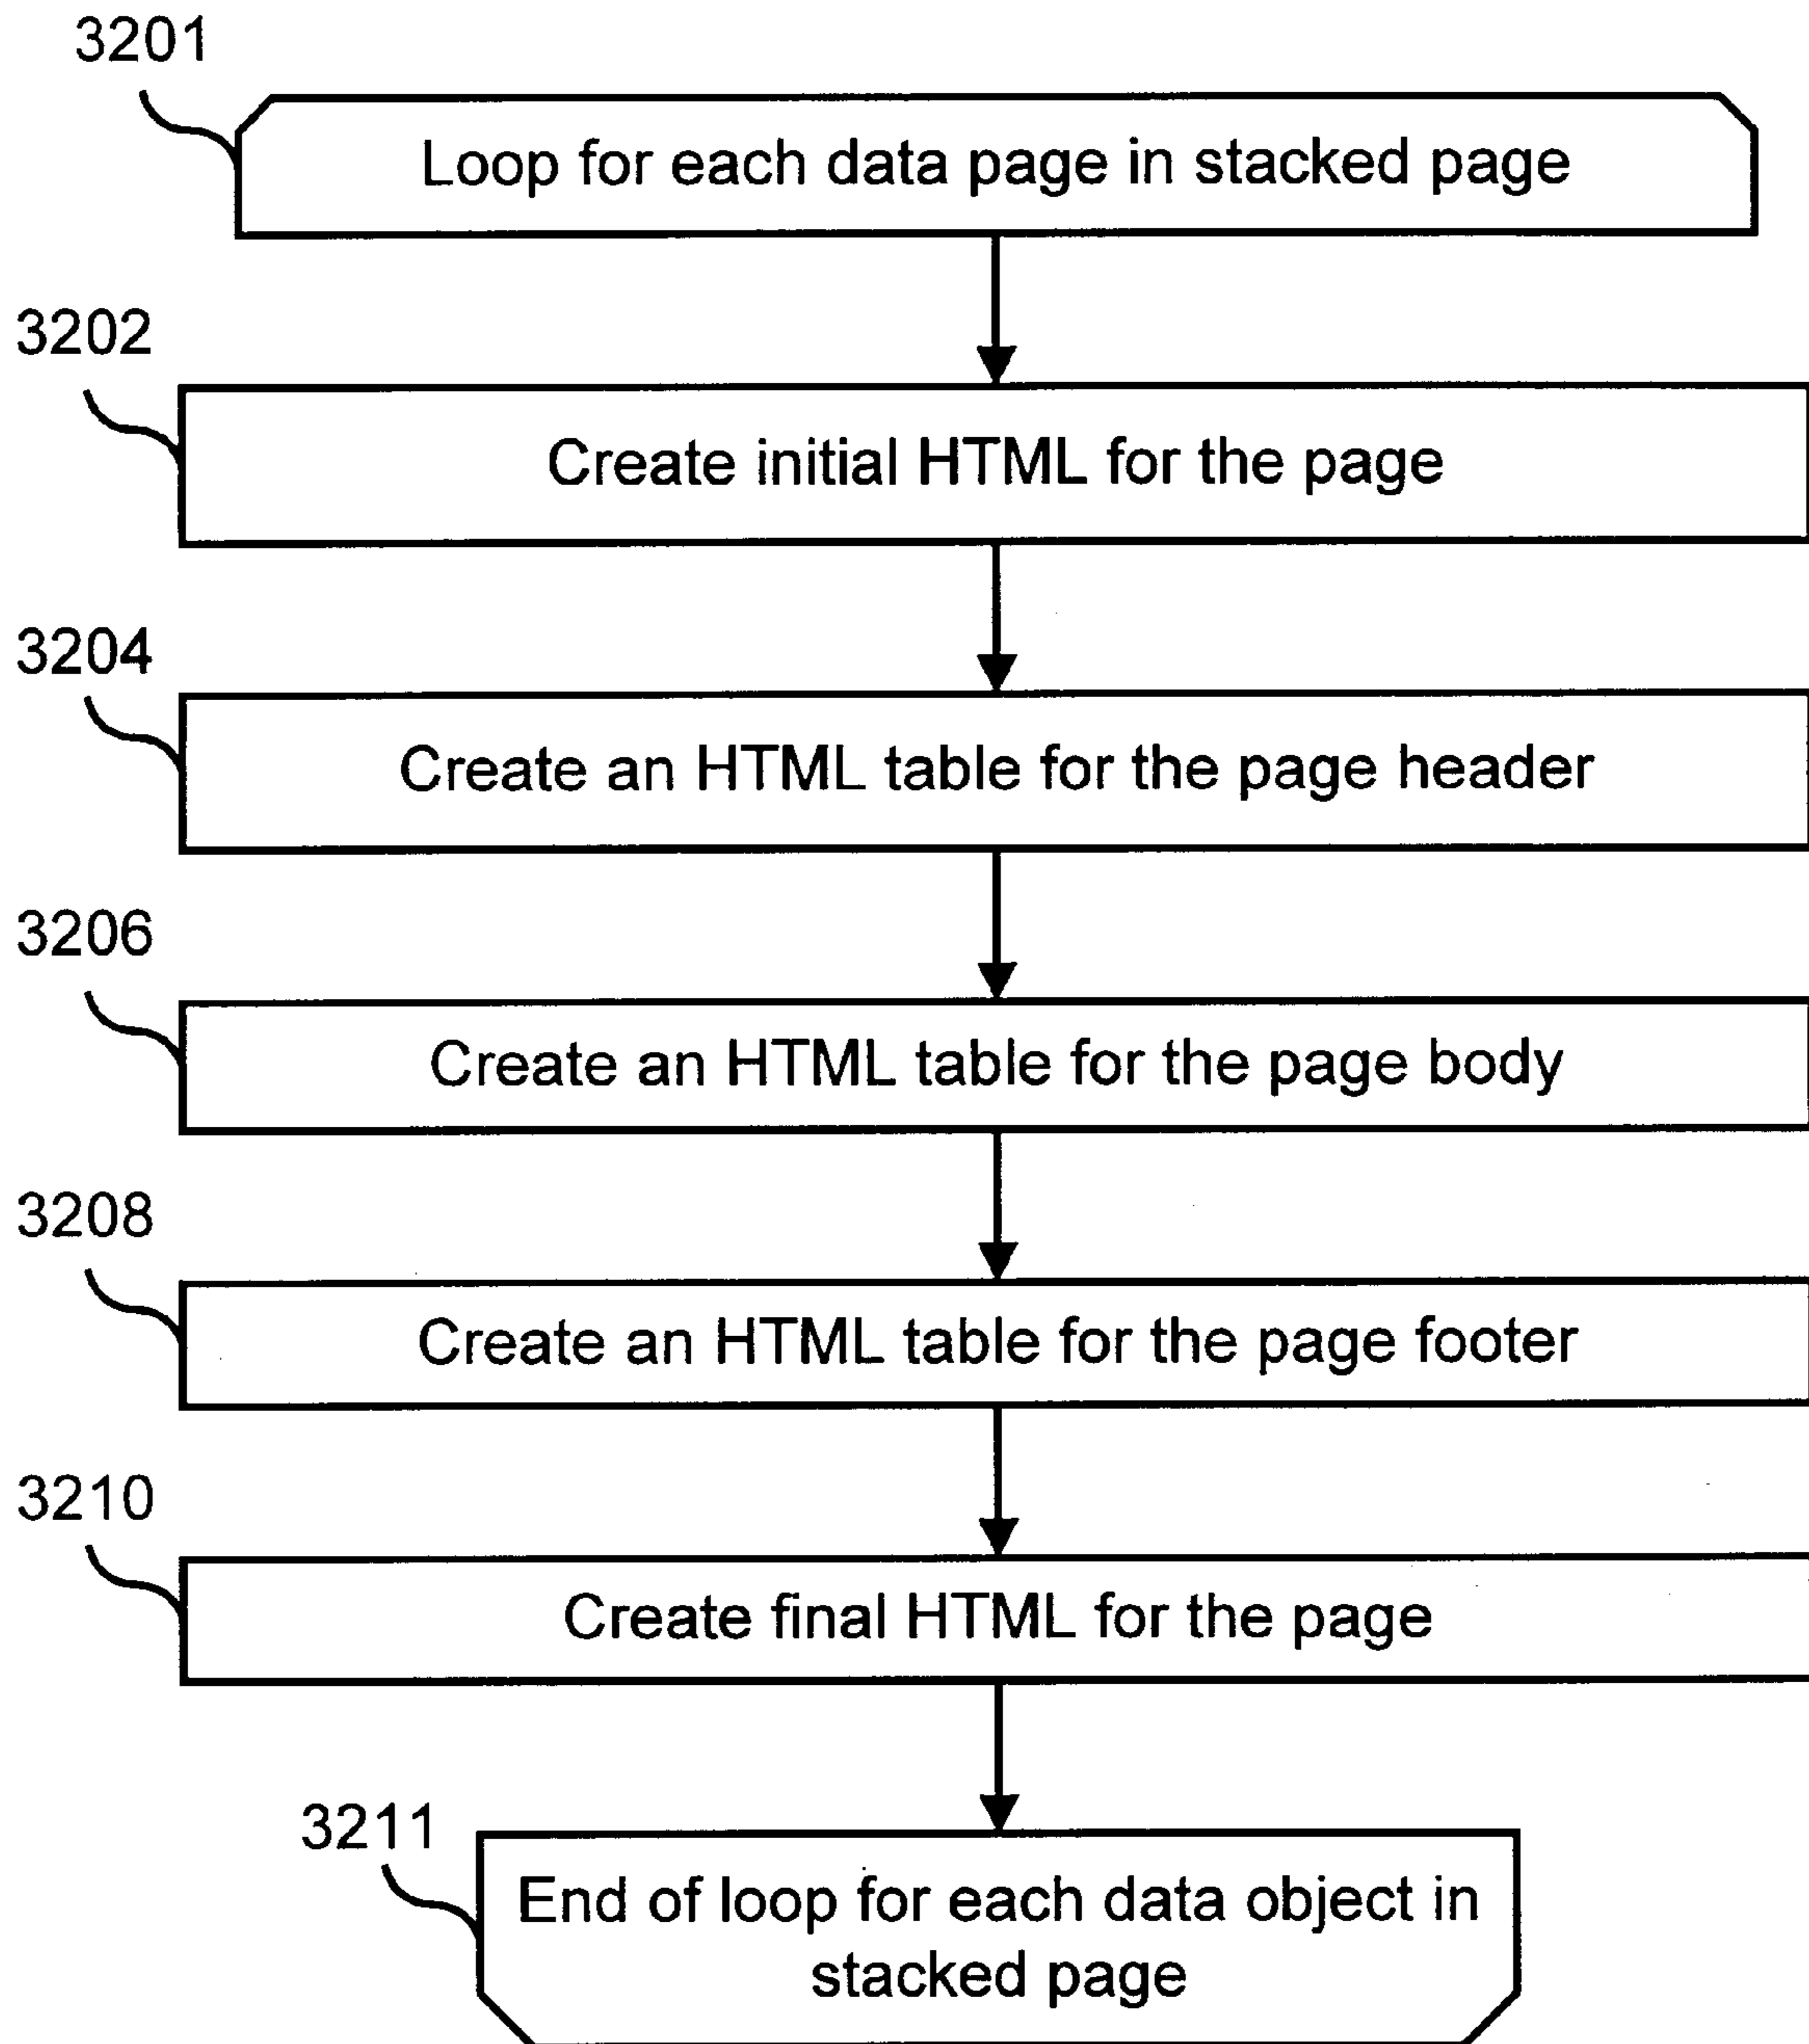 3201
Loop for each data page in stacked page
3202
Create initial HTML for the page
3204
Create an HTML table for the page header
3206
Create an HTML table for the page body
3208
Create an HTML table for the page footer
3210
Create final HTML for the page
3211
End of loop for each data object in
stacked page